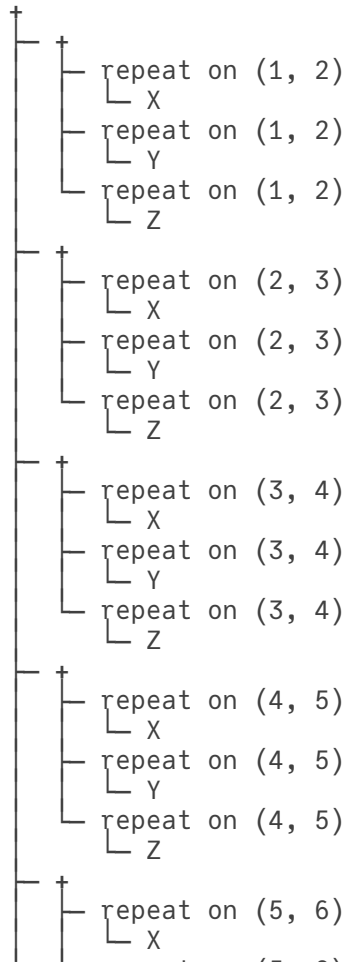 +
+
repeat on (1, 2)
X
repeat on (1, 2)
Y
repeat on (1, 2)
Z
+
repeat on (2, 3)
X
repeat on (2, 3)
Y
repeat on (2, 3)
Z
+
repeat on (3, 4)
X
repeat on (3, 4)
Y
repeat on (3, 4)
Z
+
repeat on (4, 5)
X
repeat on (4, 5)
Y
repeat on (4, 5)
Z
+
repeat on (5, 6)
X